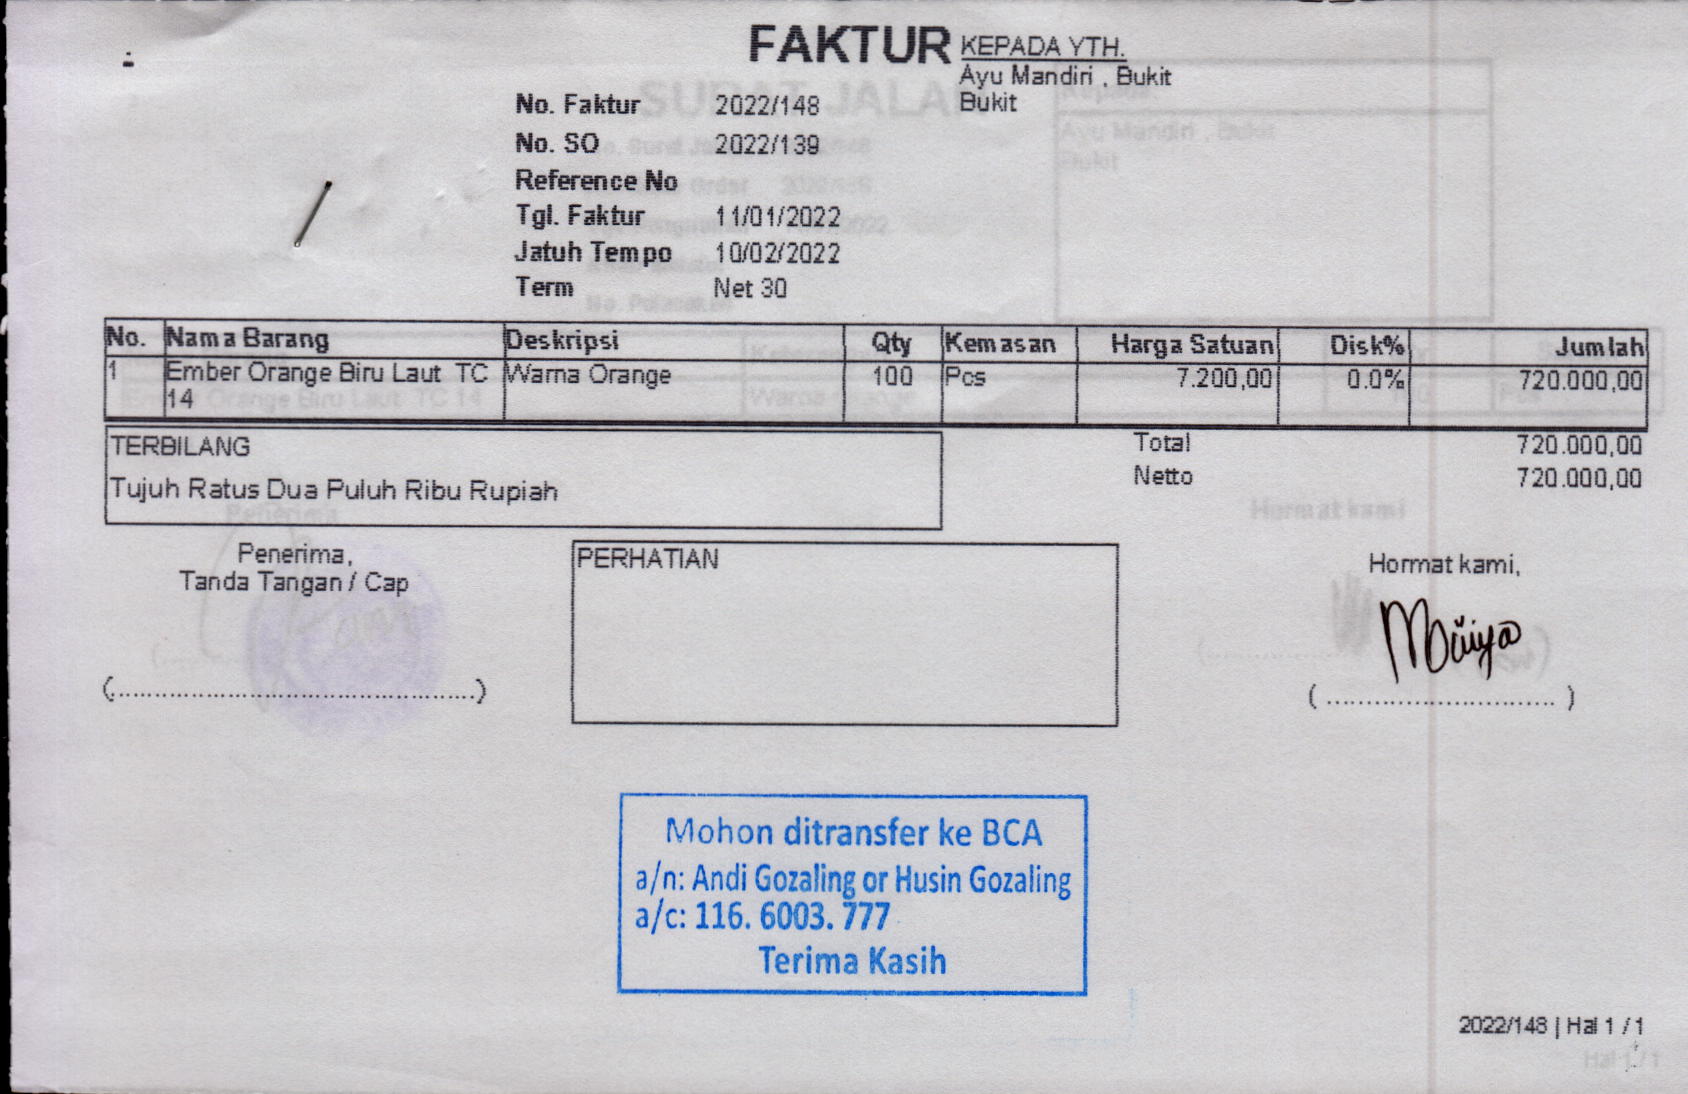 FAKTUR
KEPADA YTH.
Ayu Mandiri , Bukit
Bukit
No. Faktur 2022/148
No. SO 2022/139
Reference No
Tgl. Faktur 11/01/2022
Jatuh Tempo 10/02/2022
Term Net 30
No. Nama Barang Deskripsi Qty Kemasan Harga Satuan Disk% Jumlah
1 Ember Orange Biru Laut TC 14 Warna Orange 100 Pcs 7.200,00 0.0% 720.000,00
TERBILANG
Tujuh Ratus Dua Puluh Ribu Rupiah
Total 720.000,00
Netto 720.000,00
Penerima,
Tanda Tangan / Cap
(..................................................)
PERHATIAN
Hormat kami,
( ............................... )
Mohon ditransfer ke BCA
a/n: Andi Gozaling or Husin Gozaling
a/c: 116. 6003. 777
Terima Kasih
2022/148 | Hal 1 / 1